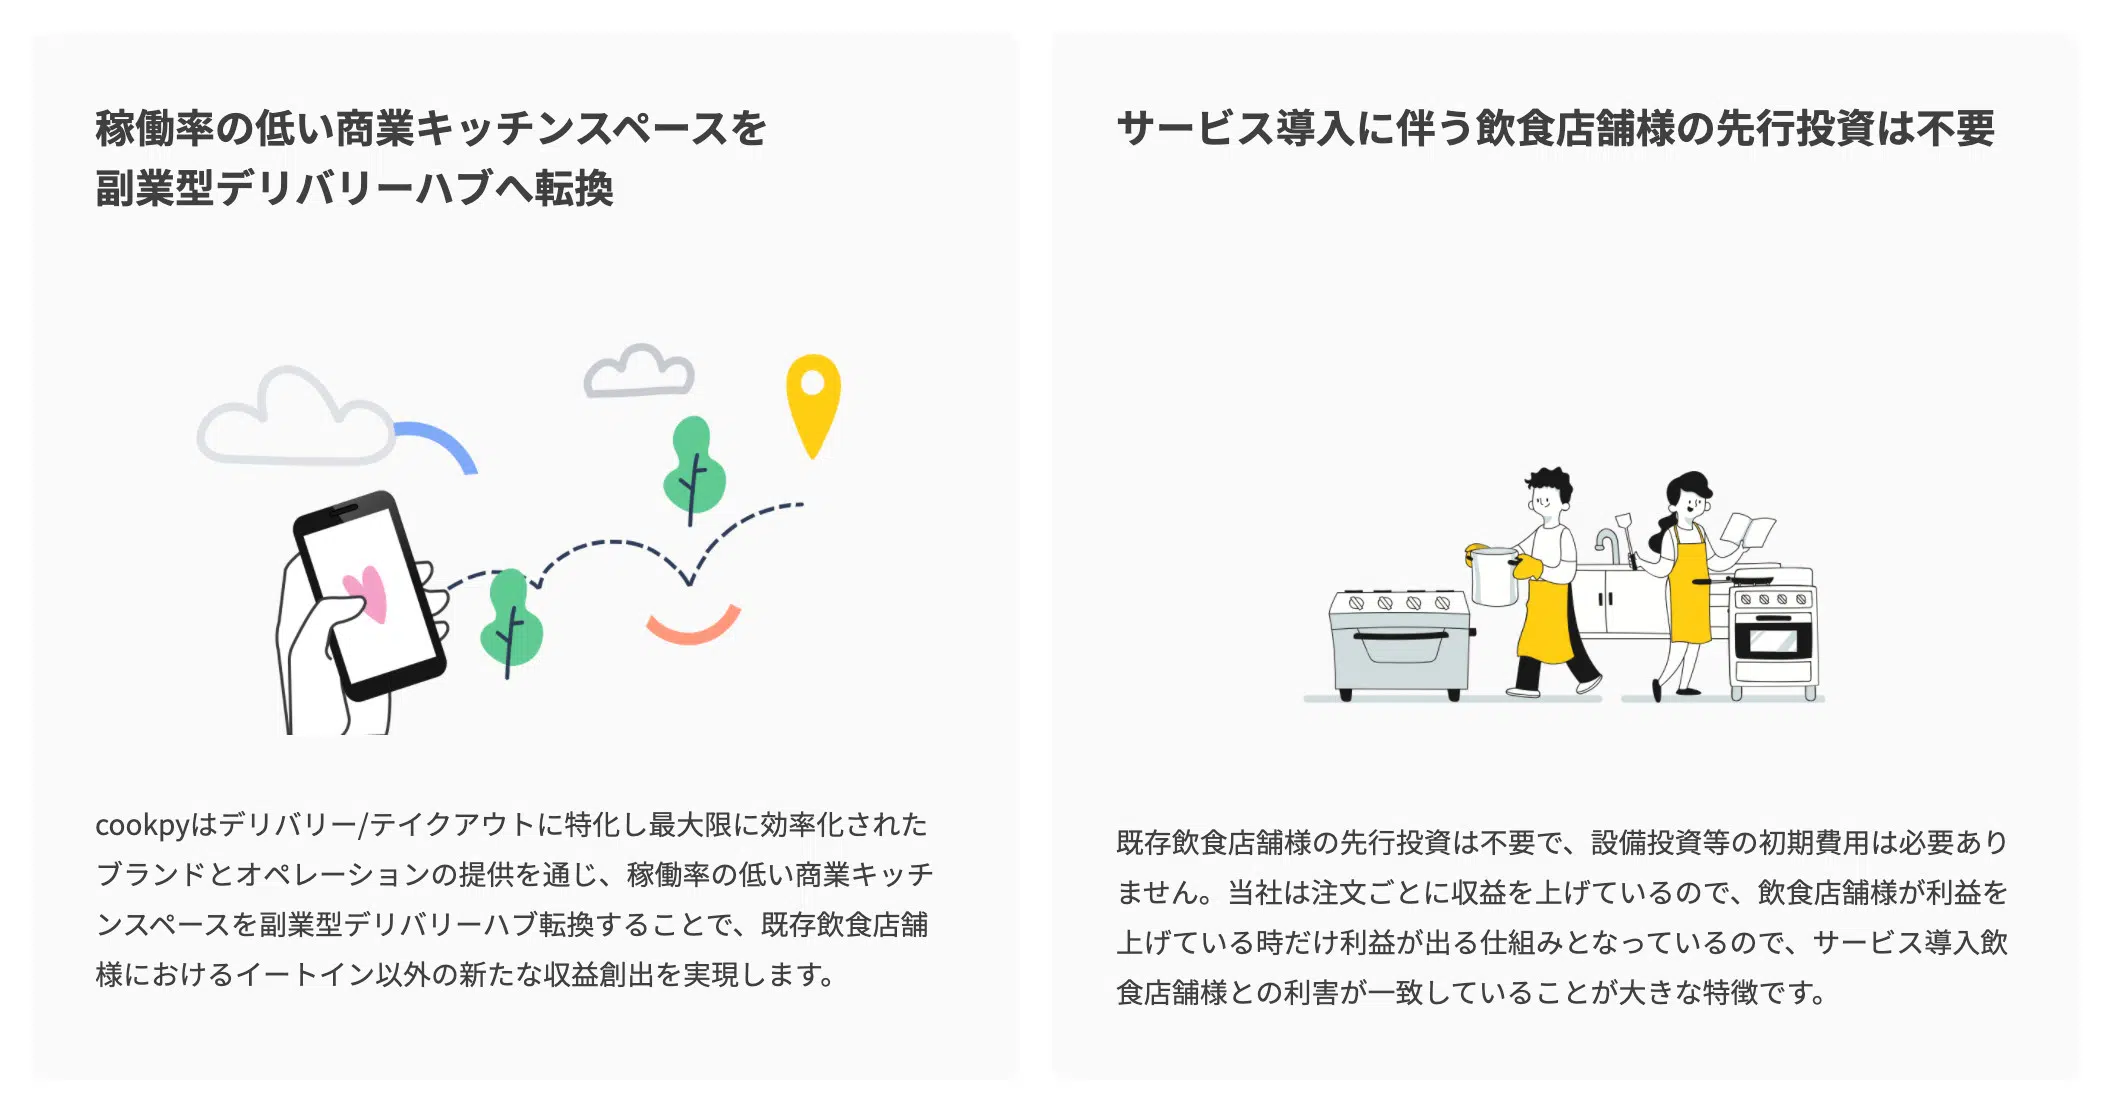 稼働率の低い商業キッチンスペースを
副業型デリバリーハブへ転換
cookpyはデリバリー/テイクアウトに特化し最大限に効率化された
ブランドとオペレーションの提供を通じ、稼働率の低い商業キッチ
ンスペースを副業型デリバリーハブ転換することで、既存飲食店舗
様におけるイートイン以外の新たな収益創出を実現します。
サービス導入に伴う飲食店舗様の先行投資は不要
既存飲食店舗様の先行投資は不要で、設備投資等の初期費用は必要あり
ません。当社は注文ごとに収益を上げているので、飲食店舗様が利益を
上げている時だけ利益が出る仕組みとなっているので、サービス導入飲
食店舗様との利害が一致していることが大きな特徴です。